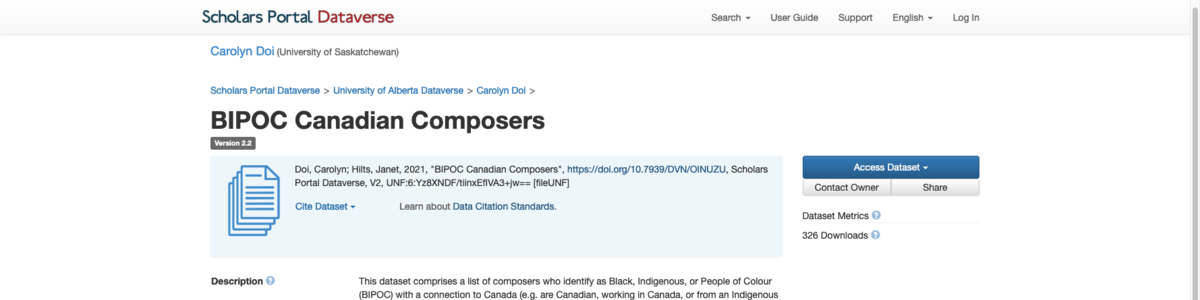 Scholars Portal Dataverse
Search
User Guide
Support
English
Log In
Carolyn Doi (University of Saskatchewan)
Scholars Portal Dataverse > University of Alberta Dataverse > Carolyn Doi >
BIPOC Canadian Composers
Version 2.2
Doi, Carolyn; Hilts, Janet, 2021, "BIPOC Canadian Composers", https://doi.org/10.7939/DVN/OINUZU, Scholars
Portal Dataverse, V2, UNF:6:Yz8XNDF/tiinxEfIVA3+jw== [fileUNF]
Cite Dataset
Learn about Data Citation Standards.
Access Dataset
Contact Owner
Share
Dataset Metrics ?
326 Downloads ?
Description ?
This dataset comprises a list of composers who identify as Black, Indigenous, or People of Colour
(BIPOC) with a connection to Canada (e.g. are Canadian, working in Canada, or from an Indigenous